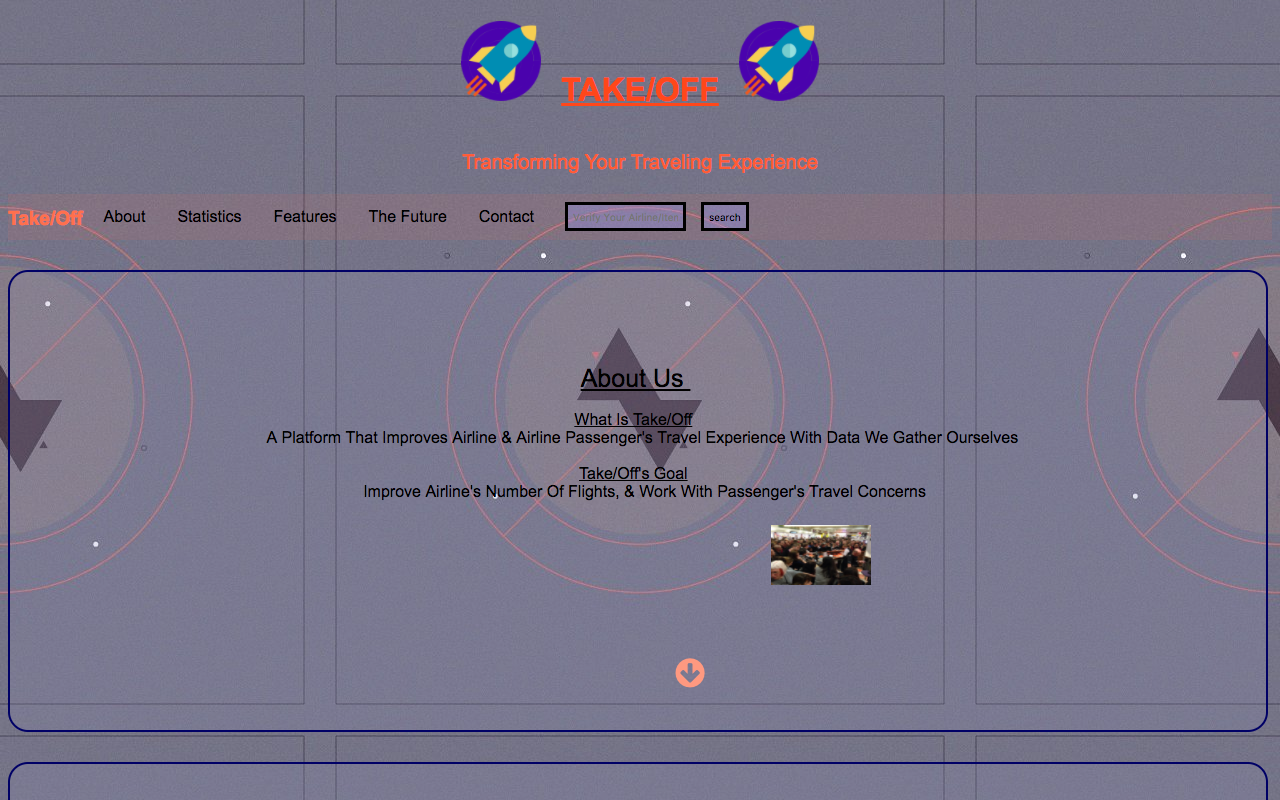 TAKE/OFF
Transforming Your Traveling Experience
Take/Off About Statistics Features The Future Contact Verify Your Airline/Item search
About Us
What Is Take/Off
A Platform That Improves Airline & Airline Passenger's Travel Experience With Data We Gather Ourselves
Take/Off's Goal
Improve Airline's Number Of Flights, & Work With Passenger's Travel Concerns